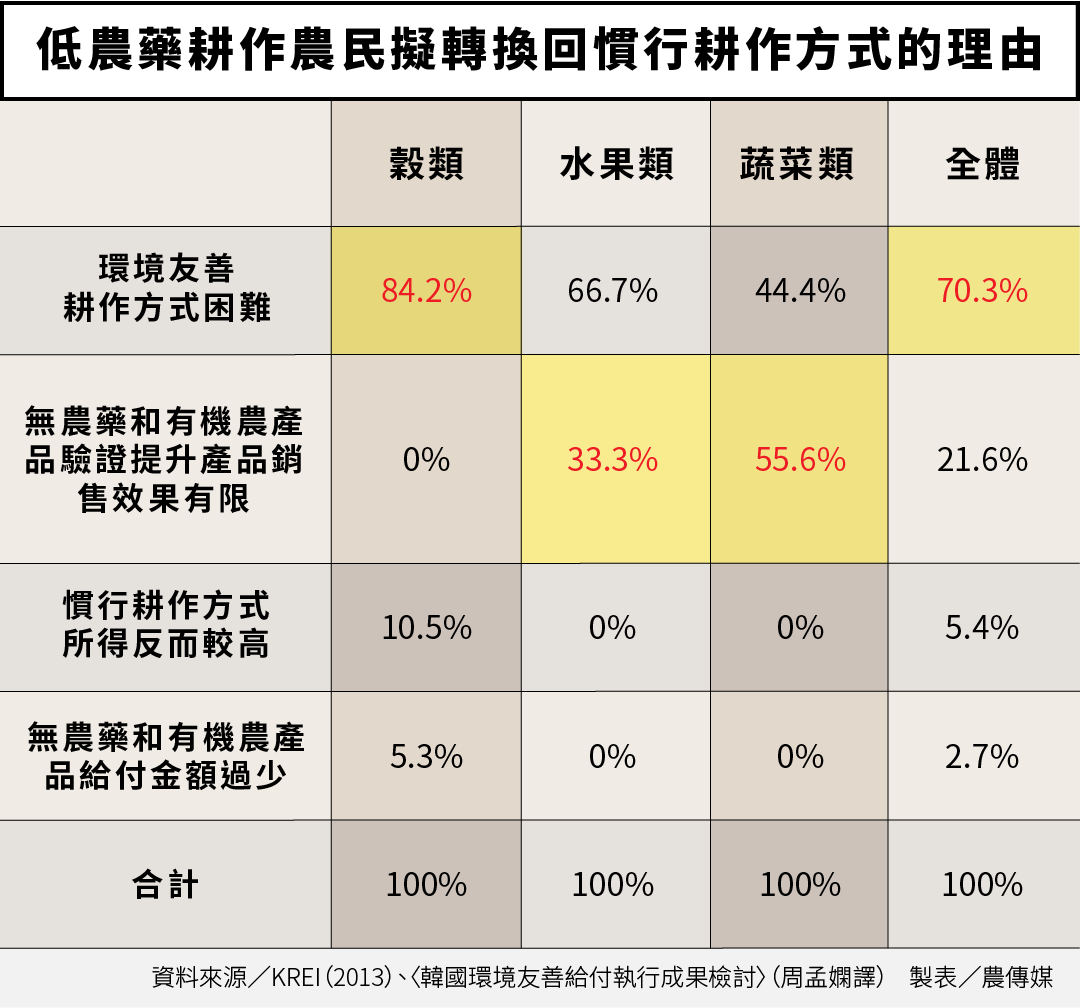 低農藥耕作農民擬轉換回慣行耕作方式的理由
穀類 水果類 蔬菜類 全體
環境友善
耕作方式困難
84.2% 66.7% 44.4% 70.3%
無農藥和有機農產
品驗證提升產品銷
售效果有限
0% 33.3% 55.6% 21.6%
慣行耕作方式
所得反而較高
10.5% 0% 0% 5.4%
無農藥和有機農產
品給付金額過少
5.3% 0% 0% 2.7%
合計 100% 100% 100% 100%
資料來源／KREI（2013）、〈韓國環境友善給付執行成果檢討〉（周孟嫻譯） 製表／農傳媒